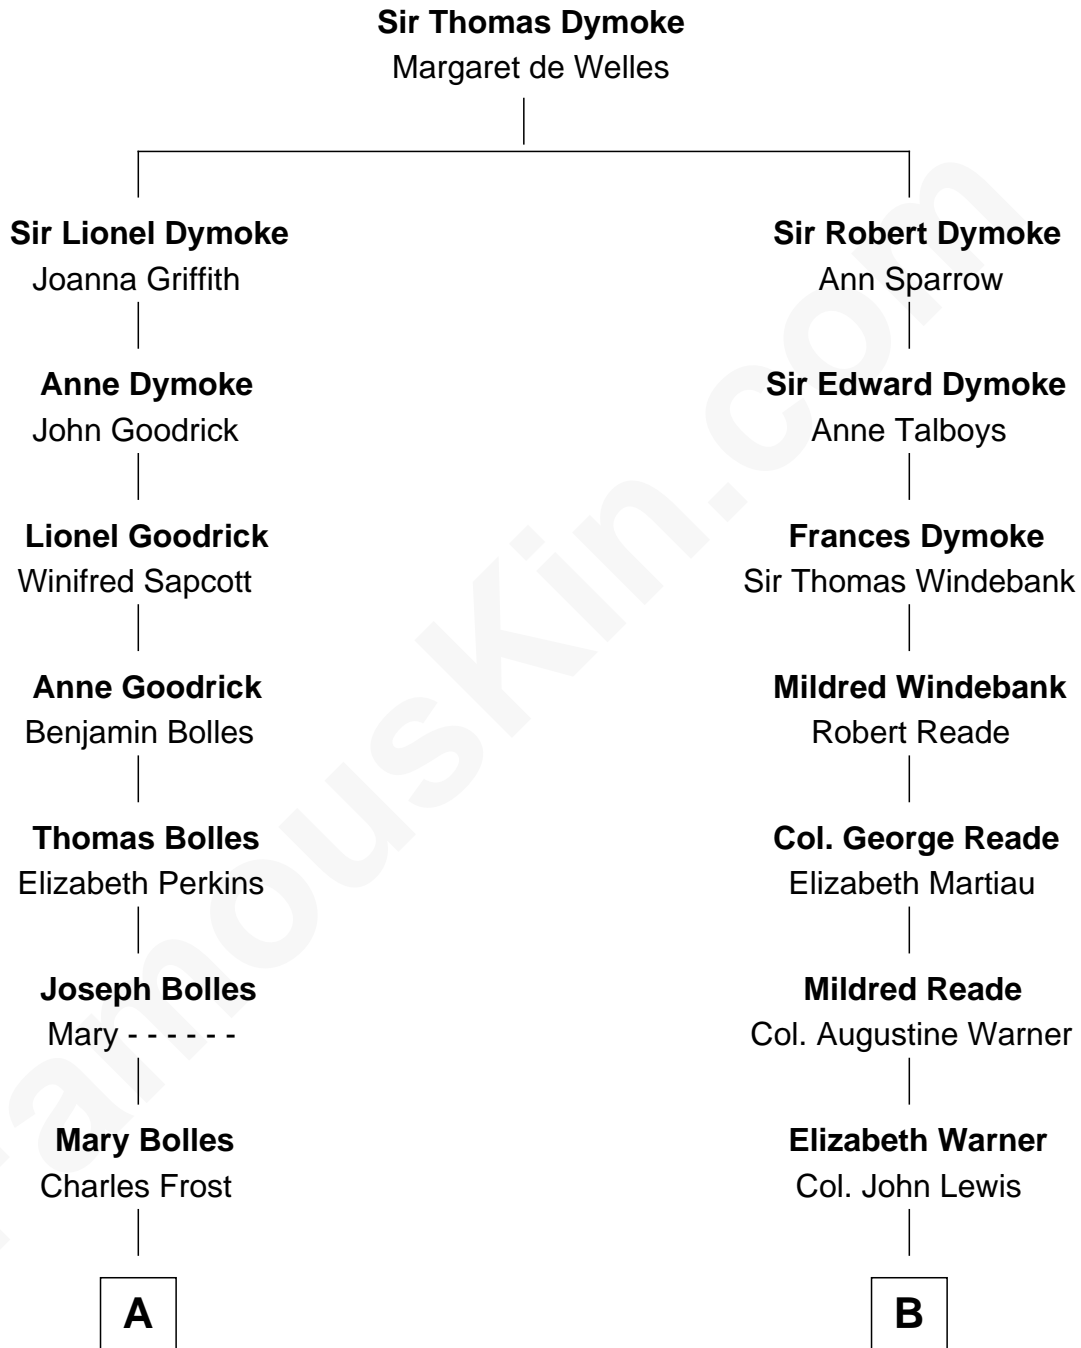 Sir Thomas Dymoke
Margaret de Welles
Sir Lionel Dymoke
Joanna Griffith
Anne Dymoke
John Goodrick
Lionel Goodrick
Winifred Sapcott
Anne Goodrick
Benjamin Bolles
Thomas Bolles
Elizabeth Perkins
Joseph Bolles
Mary - - - - - -
Mary Bolles
Charles Frost
A
Sir Robert Dymoke
Ann Sparrow
Sir Edward Dymoke
Anne Talboys
Frances Dymoke
Sir Thomas Windebank
Mildred Windebank
Robert Reade
Col. George Reade
Elizabeth Martiau
Mildred Reade
Col. Augustine Warner
Elizabeth Warner
Col. John Lewis
B
FamousKin.com